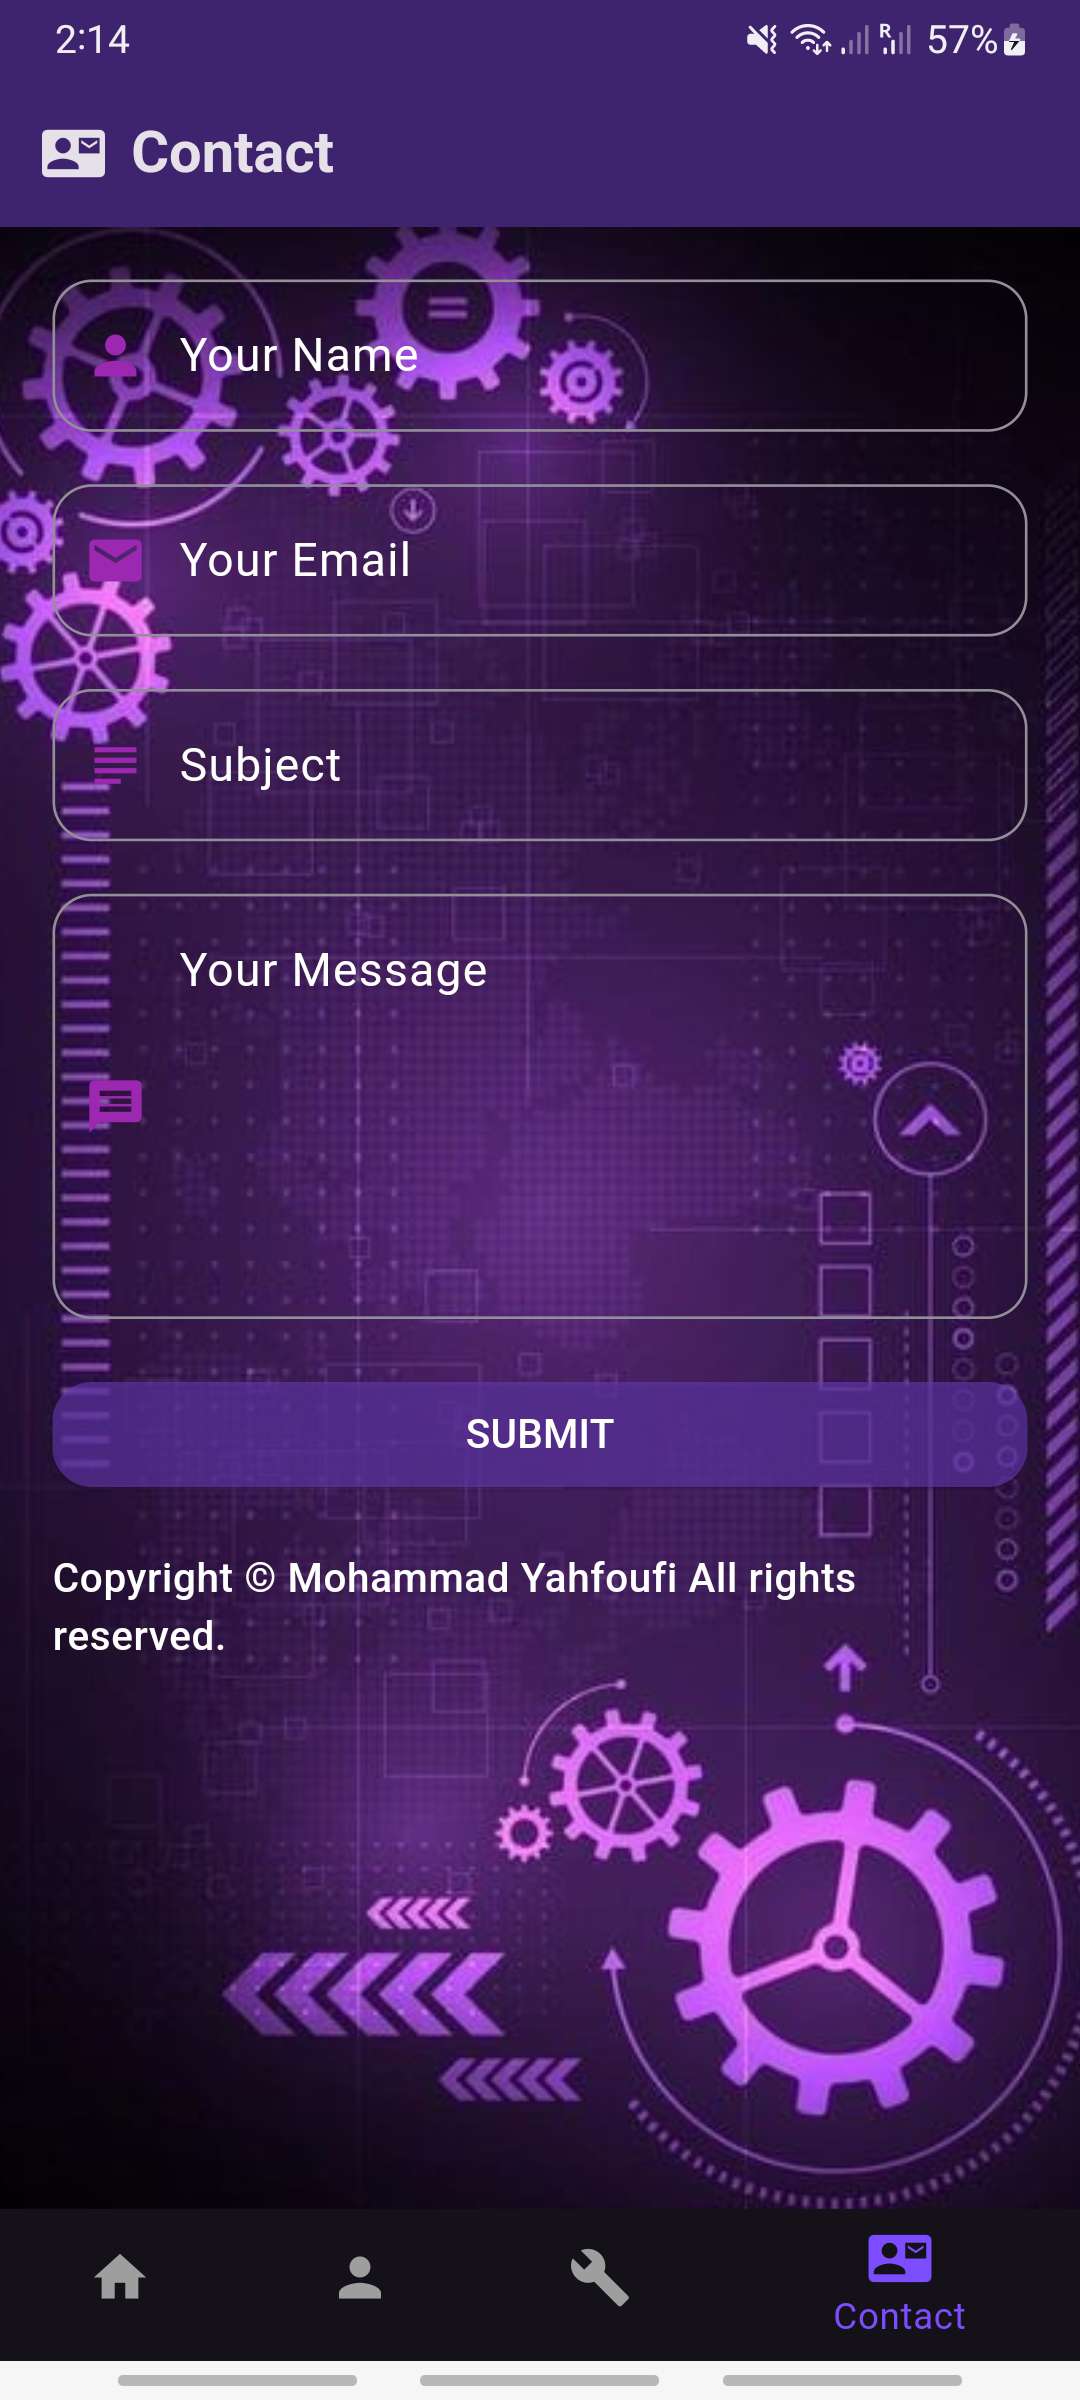 2:14
R
57%
Contact
Your Name
Your Email
Subject
Your Message
SUBMIT
Copyright © Mohammad Yahfoufi All rights
reserved.
Contact